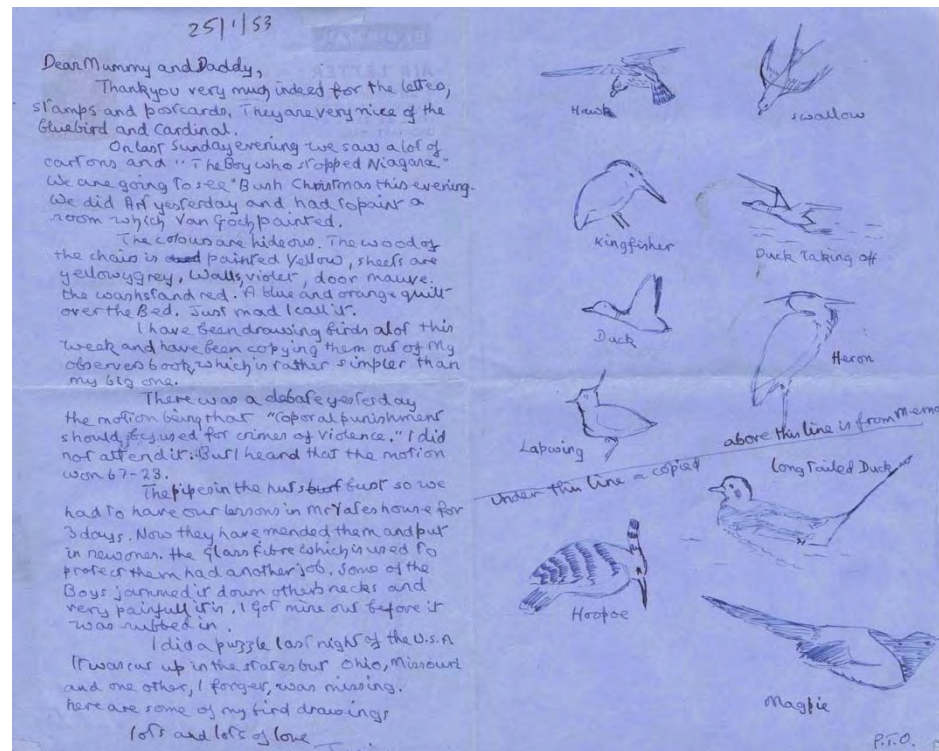 25/1/53
Dear Mummy and Daddy,
Thankyou very much indeed for the letter,
stamps and postcards. They are very nice of the
Bluebird and Cardinal.
On last Sunday evening we saw a lot of
cartons and "The Boy who stopped Niagara."
We are going to see "Bush Christmas this evening.
We did Art yesterday and had to paint a
room which Van Goch painted.
The colours are hideous. The wood of
the chairs is painted Yellow, sheets are
yellowygrey, Walls, violet, door mauve.
the washstand red. A blue and orange quilt
over the Bed. Just mad I call it.
I have been drawing birds alot this
week and have been copying them out of My
observers book, which is rather simpler than
my big one.
There was a debate yesterday
the motion being that "coporal punishment
should, be used for crimes of violence." I did
not attend it. But I heard that the motion
won 67-23.
The pipes in the huts bust so we
had to have our lessons in Mr Yates house for
3 days. Now they have mended them and put
in new ones. the glass fibre which is used to
protect them had another job. Some of the
Boys jammed it down others necks and
very painfull it is. I Got mine out before it
was rubbed in.
I did a puzzle last night of the U.S.A
It was cut up in the states but Ohio, Missouri
and one other, I forget, was missing.
here are some of my bird drawings
lots and lots of love
Hawk
swallow
Kingfisher
Duck Taking off
Duck
Heron
Lapwing
above this line is from memo
under this line = copied
Long Tailed Duck
Hoopoe
Magpie
P.T.O.